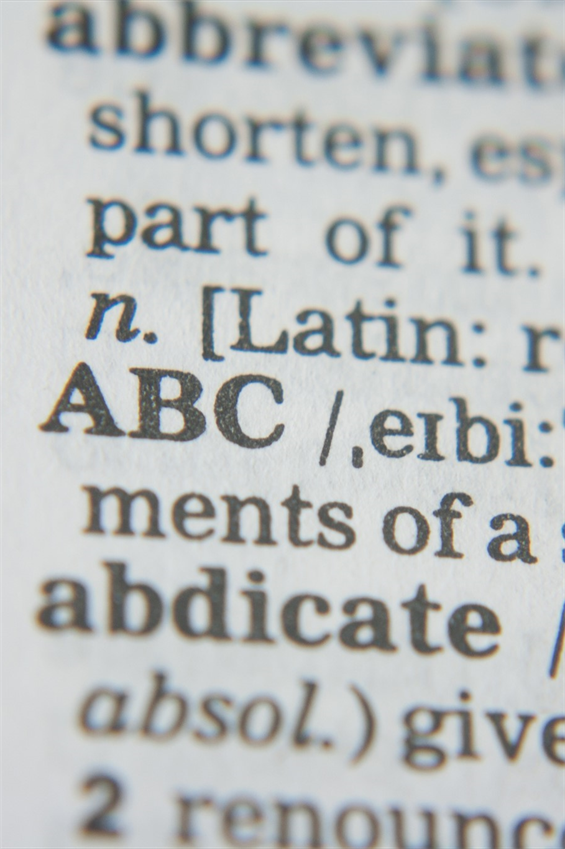 abbreviat
shorten, es
part of it.
n. [Latin: r
ABC /ˌeɪbiː
ments of a
abdicate /
absol.) give
2 renounc